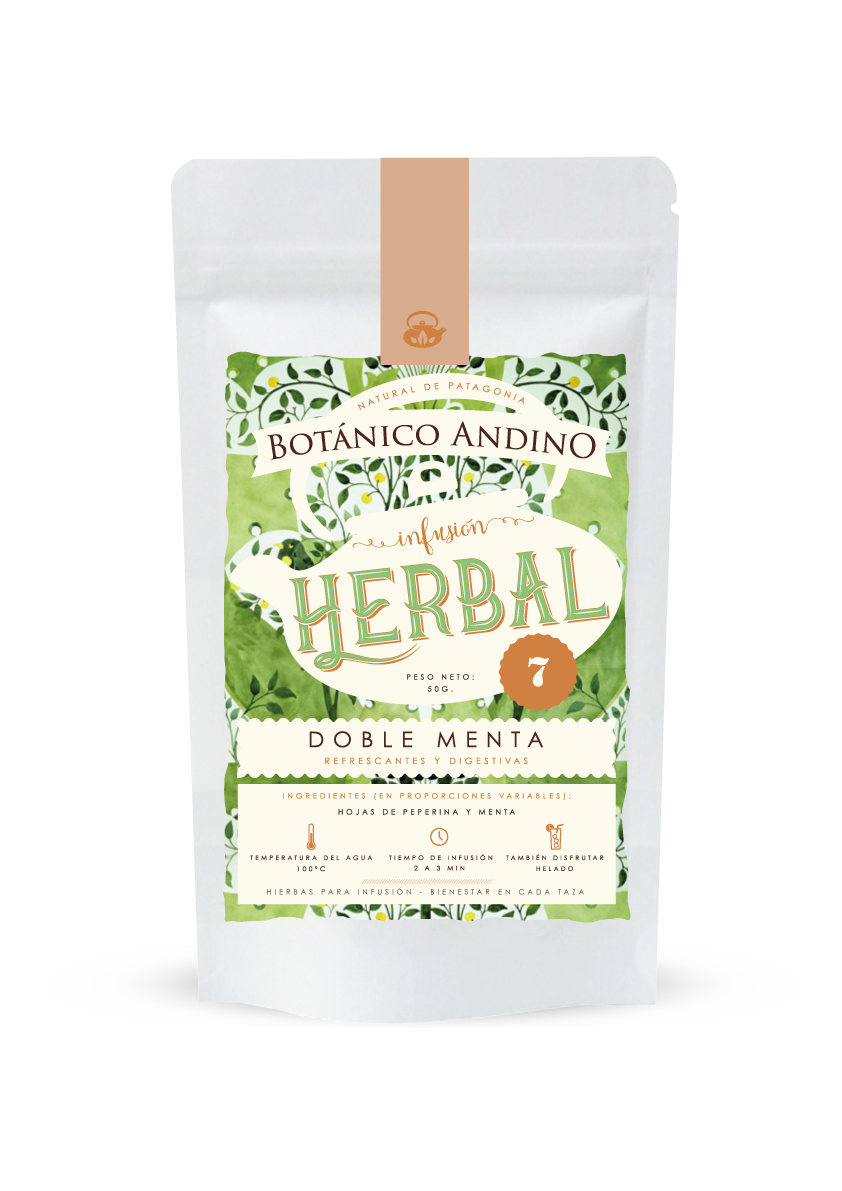 NATURAL DE PATAGONIA
BOTÁNICO ANDINO
infusión
HERBAL
PESO NETO:
50G.
7
DOBLE MENTA
REFRESCANTES Y DIGESTIVAS
INGREDIENTES (EN PROPORCIONES VARIABLES):
HOJAS DE PEPERINA Y MENTA
TEMPERATURA DEL AGUA
100°C
TIEMPO DE INFUSIÓN
2 A 3 MIN
TAMBIÉN DISFRUTAR
HELADO
HIERBAS PARA INFUSIÓN - BIENESTAR EN CADA TAZA